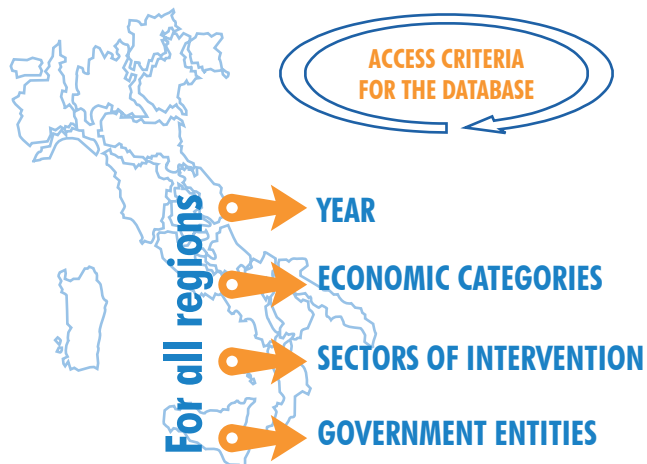 ACCESS CRITERIA
FOR THE DATABASE
For all regions
YEAR
ECONOMIC CATEGORIES
SECTORS OF INTERVENTION
GOVERNMENT ENTITIES